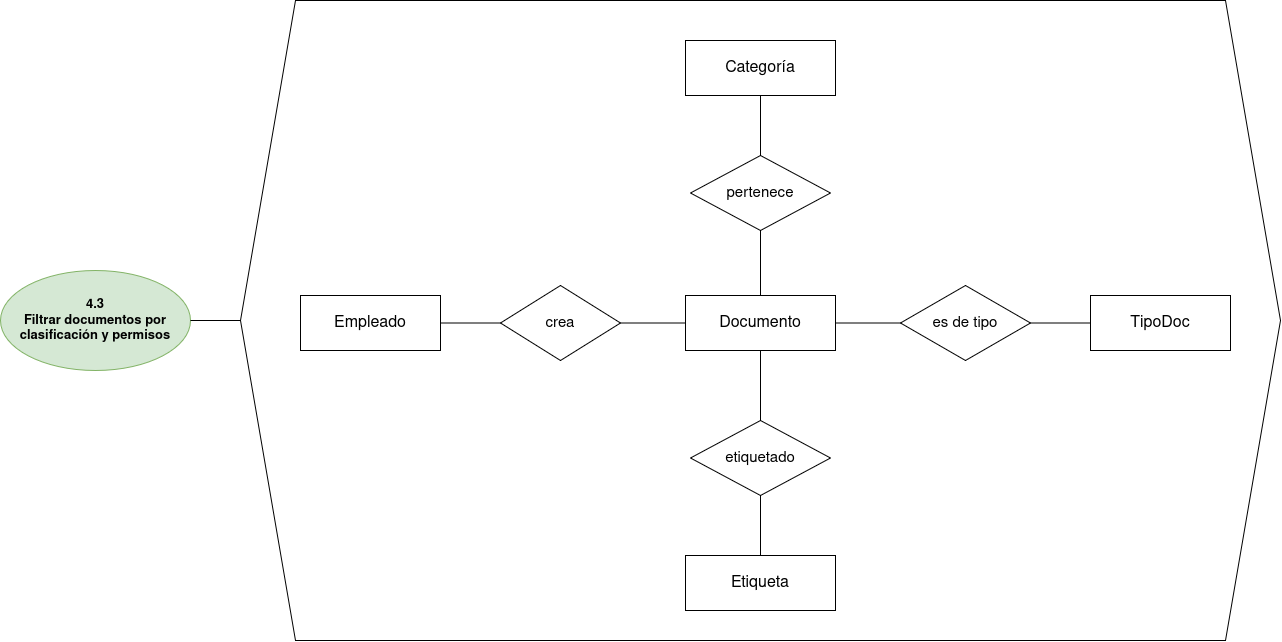 Categoría
pertenece
4.3
Filtrar documentos por
clasificación y permisos
Empleado
crea
Documento
es de tipo
TipoDoc
etiquetado
Etiqueta